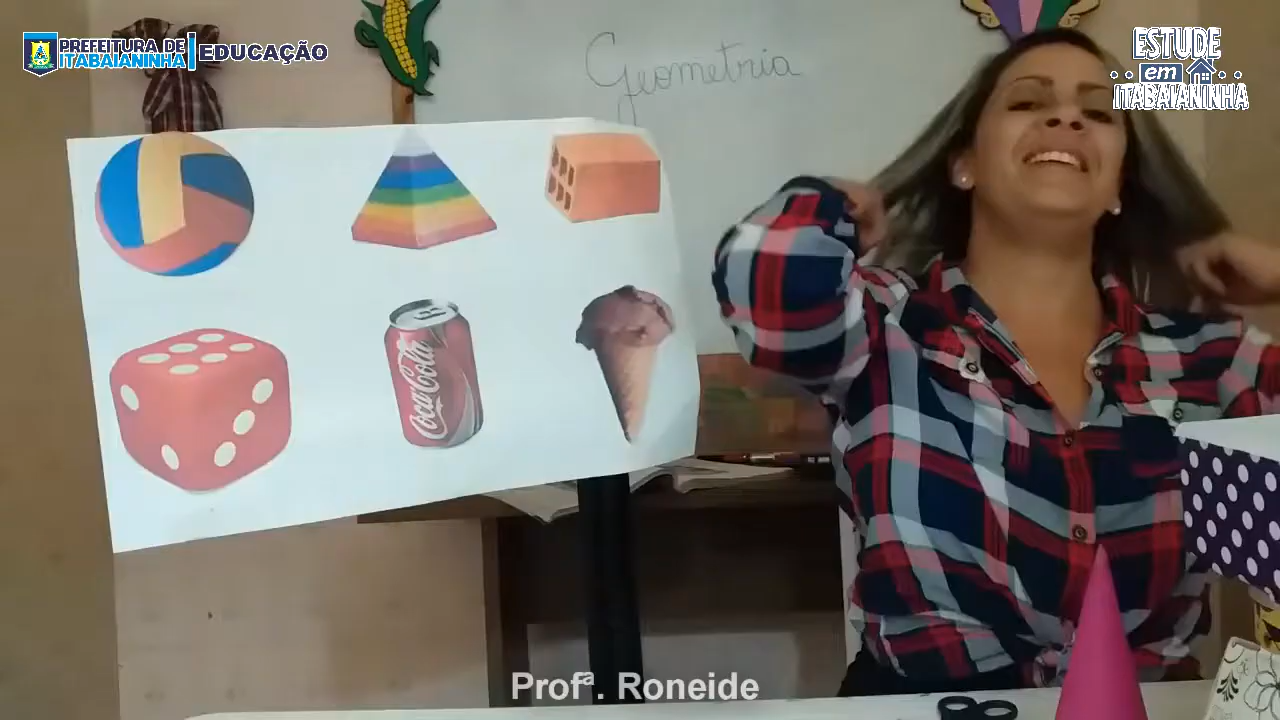 PREFEITURA DE
ITABAIANINHA
EDUCAÇÃO
ESTUDE
em
ITABAIANINHA
Geometria
Coca-Cola
Profª. Roneide